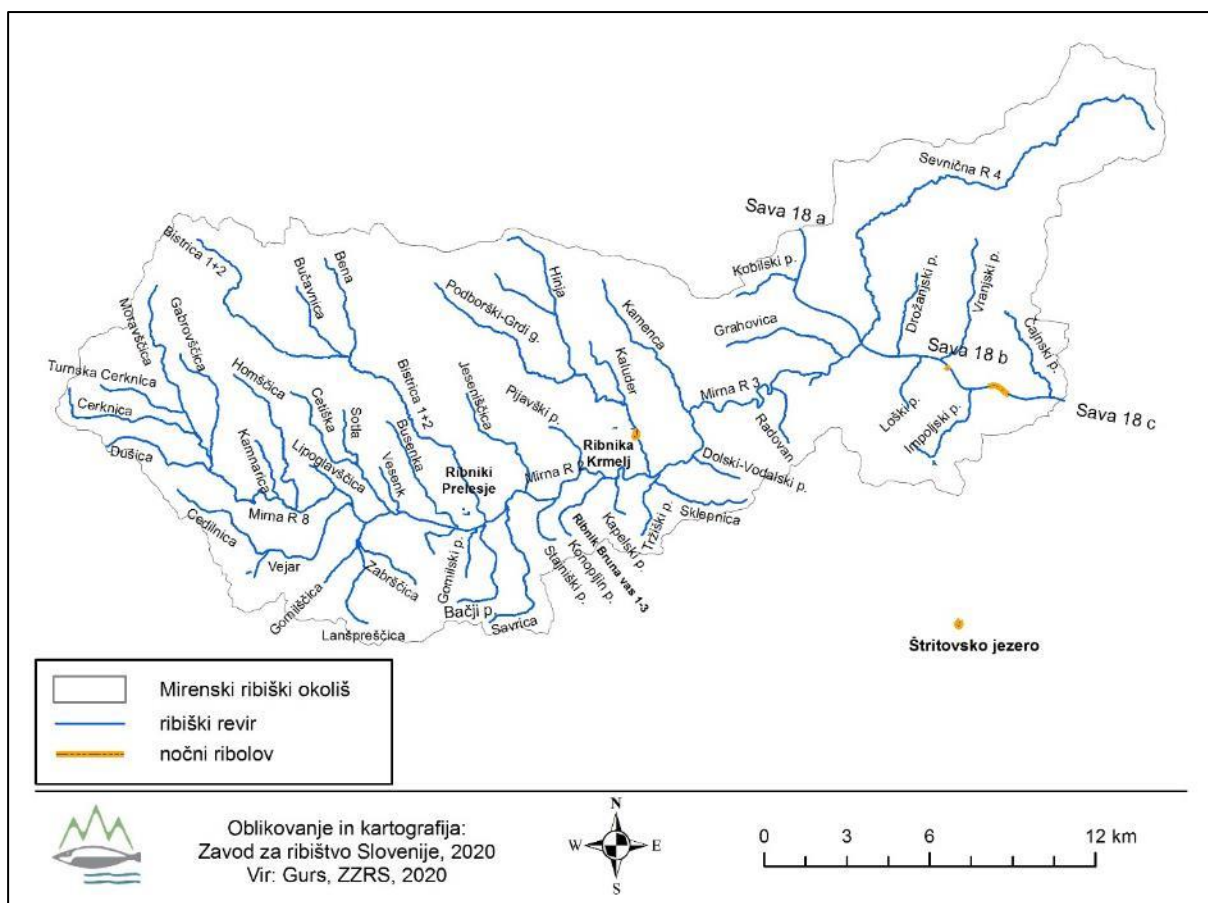 Sevnična R 4
Sava 18 a
Bistrica 1+2
Bučavnica
Bena
Hinja
Kobilski p.
Drožanjski p.
Vranjski p.
Moravščica
Gabrovščica
Podborški-Grdi g.
Kamenca
Grahovica
Čajnski p.
Sava 18 b
Turnska Cerknica
Homščica
Cetiška
Sotla
Bistrica 1+2
Jeseniščica
Kaluder
Mirna R 3
Cerknica
Pijavški p.
Radovan
Loški p.
Impoljski p.
Sava 18 c
Dušica
Kamnarica
Lipoglavščica
Vesenk
Busenka
Ribniki
Prelesje
Mirna R 2
Ribnika
Krmelj
Dolski-Vodalski p.
Cedilnica
Mirna R 8
Sklepnica
Vejar
Gomilščica
Zabrščica
Gomilski p.
Stajniški p.
Konopljin p.
Ribnik Bruna vas 1-3
Kapelski p.
Tržiški p.
Lanšpreščica
Bačji p.
Savrica
Štritovsko jezero
Mirenski ribiški okoliš
ribiški revir
nočni ribolov
Oblikovanje in kartografija:
Zavod za ribištvo Slovenije, 2020
Vir: Gurs, ZZRS, 2020
N
W E
S
0 3 6 12 km